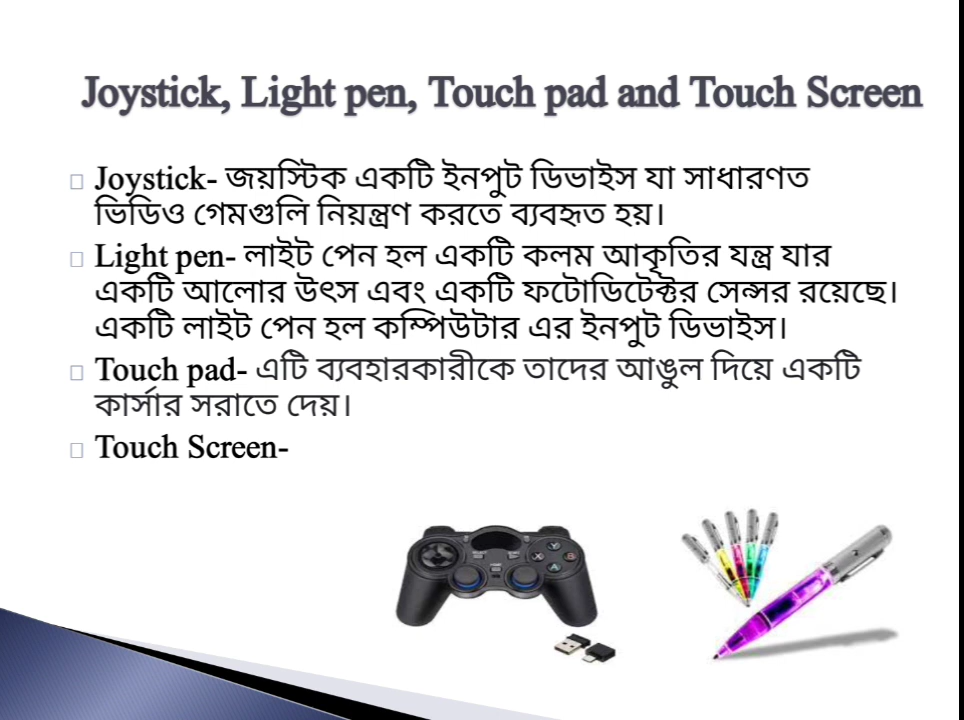 Joystick, Light pen, Touch pad and Touch Screen
Joystick- জয়স্টিক একটি ইনপুট ডিভাইস যা সাধারণত
ভিডিও গেমগুলি নিয়ন্ত্রণ করতে ব্যবহৃত হয়।
Light pen- লাইট পেন হল একটি কলম আকৃতির যন্ত্র যার
একটি আলোর উৎস এবং একটি ফটোডিটেক্টর সেন্সর রয়েছে।
একটি লাইট পেন হল কম্পিউটার এর ইনপুট ডিভাইস।
Touch pad- এটি ব্যবহারকারীকে তাদের আঙুল দিয়ে একটি
কার্সার সরাতে দেয়।
Touch Screen-
Y
X B
A